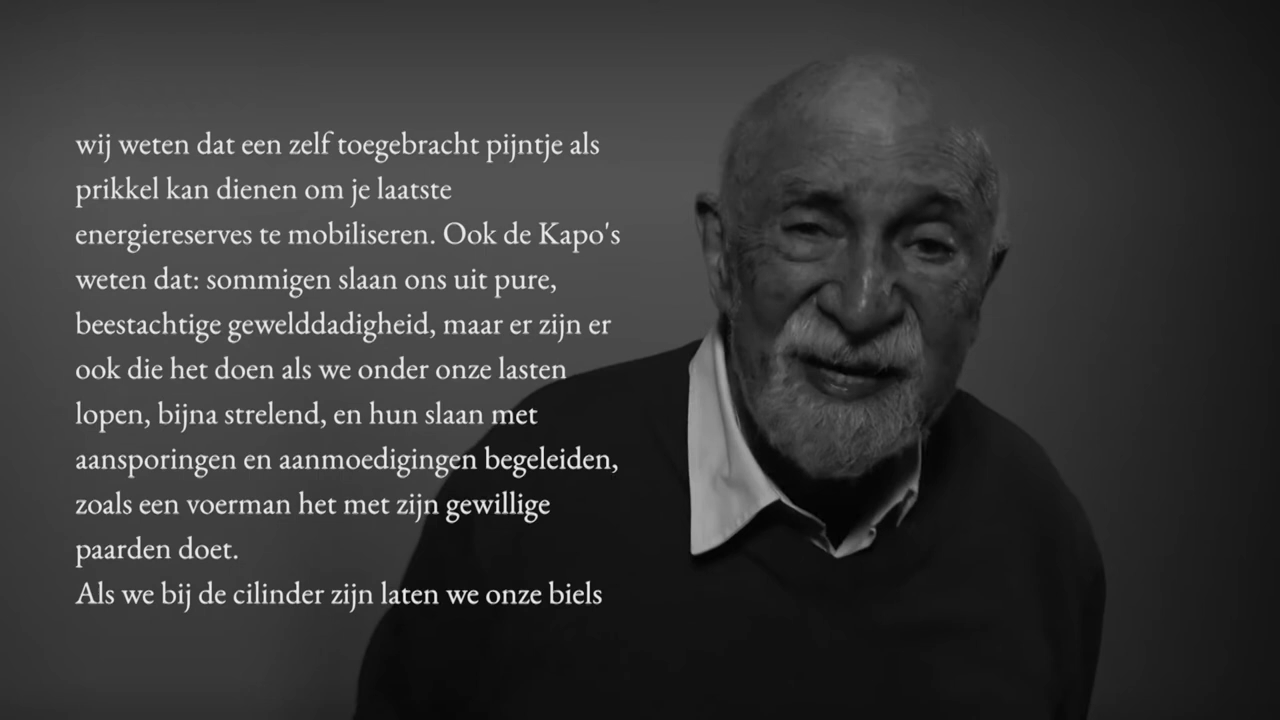 wij weten dat een zelf toegebracht pijntje als
prikkel kan dienen om je laatste
energiereserves te mobiliseren. Ook de Kapo's
weten dat: sommigen slaan ons uit pure,
beestachtige gewelddadigheid, maar er zijn er
ook die het doen als we onder onze lasten
lopen, bijna strelend, en hun slaan met
aansporingen en aanmoedigingen begeleiden,
zoals een voerman het met zijn gewillige
paarden doet.
Als we bij de cilinder zijn laten we onze biels